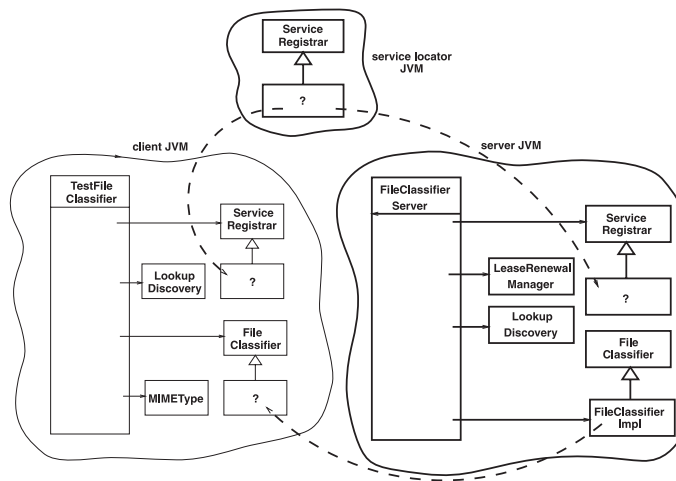 Service
Registrar
service locator
JVM
?
client JVM
server JVM
TestFile
Classifier
Service
Registrar
Lookup
Discovery
?
File
Classifier
MIMEType
?
FileClassifier
Server
Service
Registrar
LeaseRenewal
Manager
?
Lookup
Discovery
File
Classifier
FileClassifier
Impl